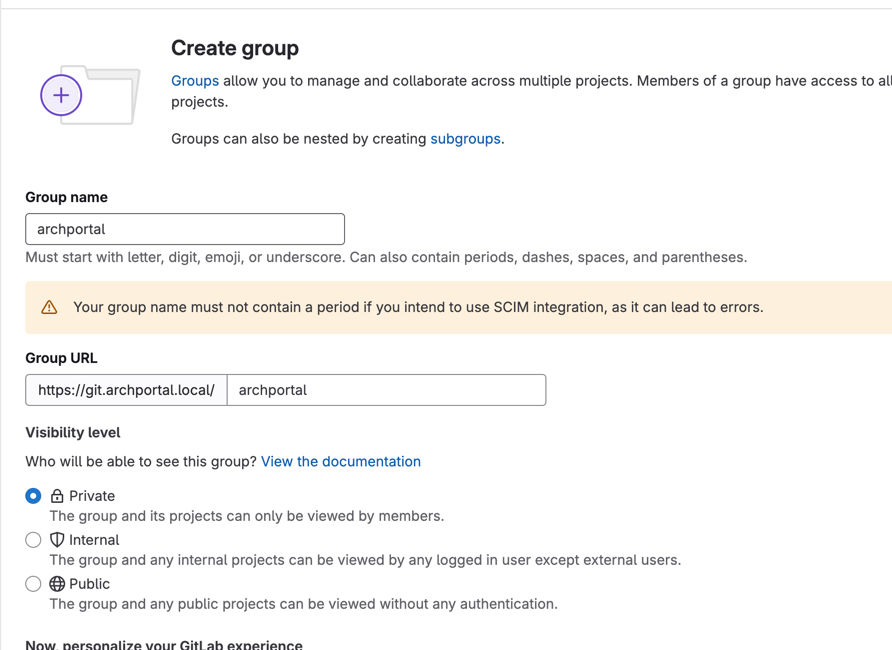 Create group
Groups allow you to manage and collaborate across multiple projects. Members of a group have access to all
projects.
Groups can also be nested by creating subgroups.
Group name
archportal
Must start with letter, digit, emoji, or underscore. Can also contain periods, dashes, spaces, and parentheses.
Your group name must not contain a period if you intend to use SCIM integration, as it can lead to errors.
Group URL
https://git.archportal.local/ archportal
Visibility level
Who will be able to see this group? View the documentation
Private
The group and its projects can only be viewed by members.
Internal
The group and any internal projects can be viewed by any logged in user except external users.
Public
The group and any public projects can be viewed without any authentication.
Now, personalize your GitLab experience